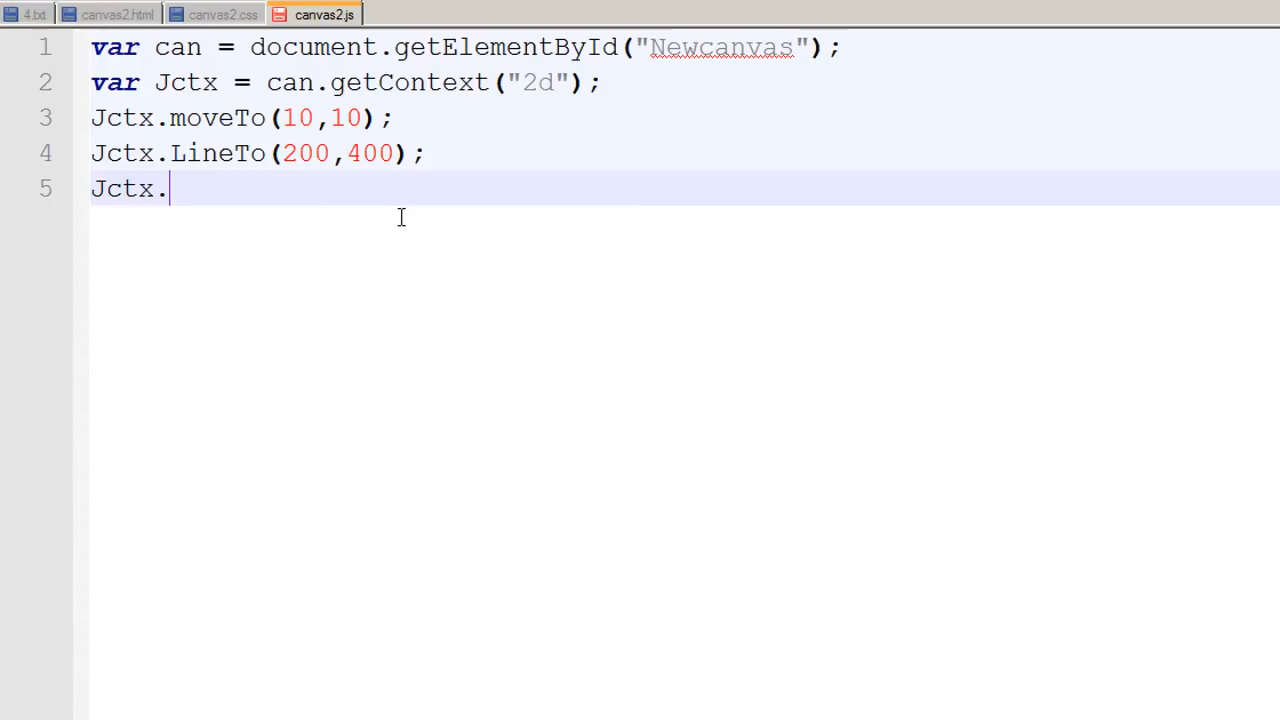 4.txt canvas2.html canvas2.css canvas2.js
1 var can = document.getElementById("Newcanvas");
2 var Jctx = can.getContext("2d");
3 Jctx.moveTo(10,10);
4 Jctx.LineTo(200,400);
5 Jctx.